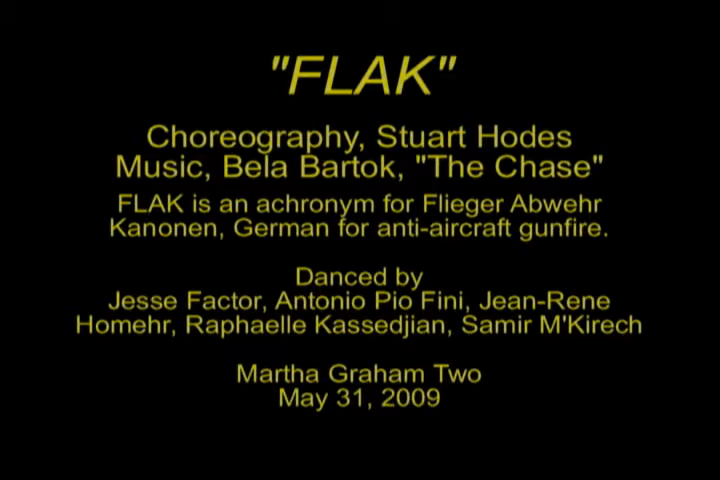 "FLAK"
Choreography, Stuart Hodes
Music, Bela Bartok, "The Chase"
FLAK is an achronym for Flieger Abwehr
Kanonen, German for anti-aircraft gunfire.
Danced by
Jesse Factor, Antonio Pio Fini, Jean-Rene
Homehr, Raphaelle Kassedjian, Samir M'Kirech
Martha Graham Two
May 31, 2009